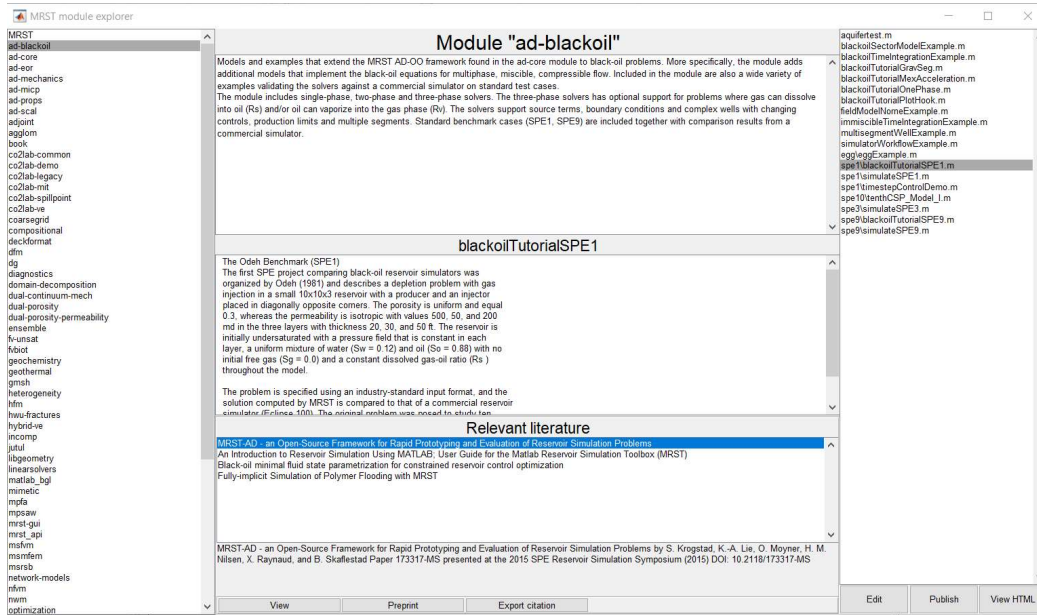 MRST module explorer
MRST
ad-blackoil
ad-core
ad-eor
ad-mechanics
ad-micp
ad-props
ad-scal
adjoint
agglom
book
co2lab-common
co2lab-demo
co2lab-legacy
co2lab-mit
co2lab-spillpoint
co2lab-ve
coarsegrid
compositional
deckformat
dfm
dg
diagnostics
domain-decomposition
dual-continuum-mech
dual-porosity
dual-porosity-permeability
ensemble
fv-unsat
fvbiot
geochemistry
geothermal
gmsh
heterogeneity
hfm
hwu-fractures
hybrid-ve
incomp
jutul
libgeometry
linearsolvers
matlab_bgl
mimetic
mpfa
mpsaw
mrst-gui
mrst_api
msfvm
msmfem
msrsb
network-models
nfvm
nwm
optimization
Module "ad-blackoil"
Models and examples that extend the MRST AD-OO framework found in the ad-core module to black-oil problems. More specifically, the module adds
additional models that implement the black-oil equations for multiphase, miscible, compressible flow. Included in the module are also a wide variety of
examples validating the solvers against a commercial simulator on standard test cases.
The module includes single-phase, two-phase and three-phase solvers. The three-phase solvers has optional support for problems where gas can dissolve
into oil (Rs) and/or oil can vaporize into the gas phase (Rv). The solvers support source terms, boundary conditions and complex wells with changing
controls, production limits and multiple segments. Standard benchmark cases (SPE1, SPE9) are included together with comparison results from a
commercial simulator.
blackoilTutorialSPE1
The Odeh Benchmark (SPE1)
The first SPE project comparing black-oil reservoir simulators was
organized by Odeh (1981) and describes a depletion problem with gas
injection in a small 10x10x3 reservoir with a producer and an injector
placed in diagonally opposite corners. The porosity is uniform and equal
0.3, whereas the permeability is isotropic with values 500, 50, and 200
md in the three layers with thickness 20, 30, and 50 ft. The reservoir is
initially undersaturated with a pressure field that is constant in each
layer, a uniform mixture of water (Sw = 0.12) and oil (So = 0.88) with no
initial free gas (Sg = 0.0) and a constant dissolved gas-oil ratio (Rs )
throughout the model.
The problem is specified using an industry-standard input format, and the
solution computed by MRST is compared to that of a commercial reservoir
simulator (Eclipse 100). The original problem was posed to study ten
Relevant literature
MRST-AD - an Open-Source Framework for Rapid Prototyping and Evaluation of Reservoir Simulation Problems
An Introduction to Reservoir Simulation Using MATLAB; User Guide for the Matlab Reservoir Simulation Toolbox (MRST)
Black-oil minimal fluid state parametrization for constrained reservoir control optimization
Fully-implicit Simulation of Polymer Flooding with MRST
MRST-AD - an Open-Source Framework for Rapid Prototyping and Evaluation of Reservoir Simulation Problems by S. Krogstad, K.-A. Lie, O. Moyner, H. M.
Nilsen, X. Raynaud, and B. Skaflestad Paper 173317-MS presented at the 2015 SPE Reservoir Simulation Symposium (2015) DOI: 10.2118/173317-MS
View
Preprint
Export citation
aquifertest.m
blackoilSectorModelExample.m
blackoilTimeIntegrationExample.m
blackoilTutorialGravSeg.m
blackoilTutorialMexAcceleration.m
blackoilTutorialOnePhase.m
blackoilTutorialPlotHook.m
fieldModelNorneExample.m
immiscibleTimeIntegrationExample.m
multisegmentWellExample.m
simulatorWorkflowExample.m
egg\eggExample.m
spe1\blackoilTutorialSPE1.m
spe1\simulateSPE1.m
spe1\timestepControlDemo.m
spe10\tenthCSP_Model_I.m
spe3\simulateSPE3.m
spe9\blackoilTutorialSPE9.m
spe9\simulateSPE9.m
Edit
Publish
View HTML